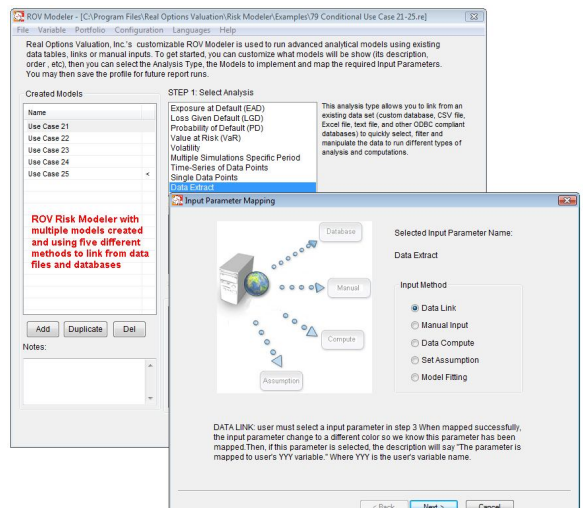 ROV Modeler - [C:\Program Files\Real Options Valuation\Risk Modeler\Examples\79 Conditional Use Case 21-25.re]
File Variable Portfolio Configuration Languages Help
Real Options Valuation, Inc.'s customizable ROV Modeler is used to run advanced analytical models using existing
data tables, links or manual inputs. To get started, you can customize what models will be show (its description,
order , etc), then you can select the Analysis Type, the Models to implement and map the required Input Parameters.
You may then save the profile for future report runs.
Created Models
Name
Use Case 21
Use Case 22
Use Case 23
Use Case 24
Use Case 25 <
ROV Risk Modeler with
multiple models created
and using five different
methods to link from data
files and databases
Add Duplicate Del
Notes:
STEP 1: Select Analysis
Exposure at Default (EAD)
Loss Given Default (LGD)
Probability of Default (PD)
Value at Risk (VaR)
Volatility
Multiple Simulations Specific Period
Time-Series of Data Points
Single Data Points
Data Extract
This analysis type allows you to link from an
existing data set (custom database, CSV file,
Excel file, text file, and other ODBC compliant
databases) to quickly select, filter and
manipulate the data to run different types of
analysis and computations.
Input Parameter Mapping
Database
Manual
Compute
Assumption
Selected Input Parameter Name:
Data Extract
Input Method
Data Link
Manual Input
Data Compute
Set Assumption
Model Fitting
DATA LINK: user must select a input parameter in step 3 When mapped successfully,
the input parameter change to a different color so we know this parameter has been
mapped.Then, if this parameter is selected, the description will say "The parameter is
mapped to user's YYY variable." Where YYY is the user's variable name.
< Back Next > Cancel